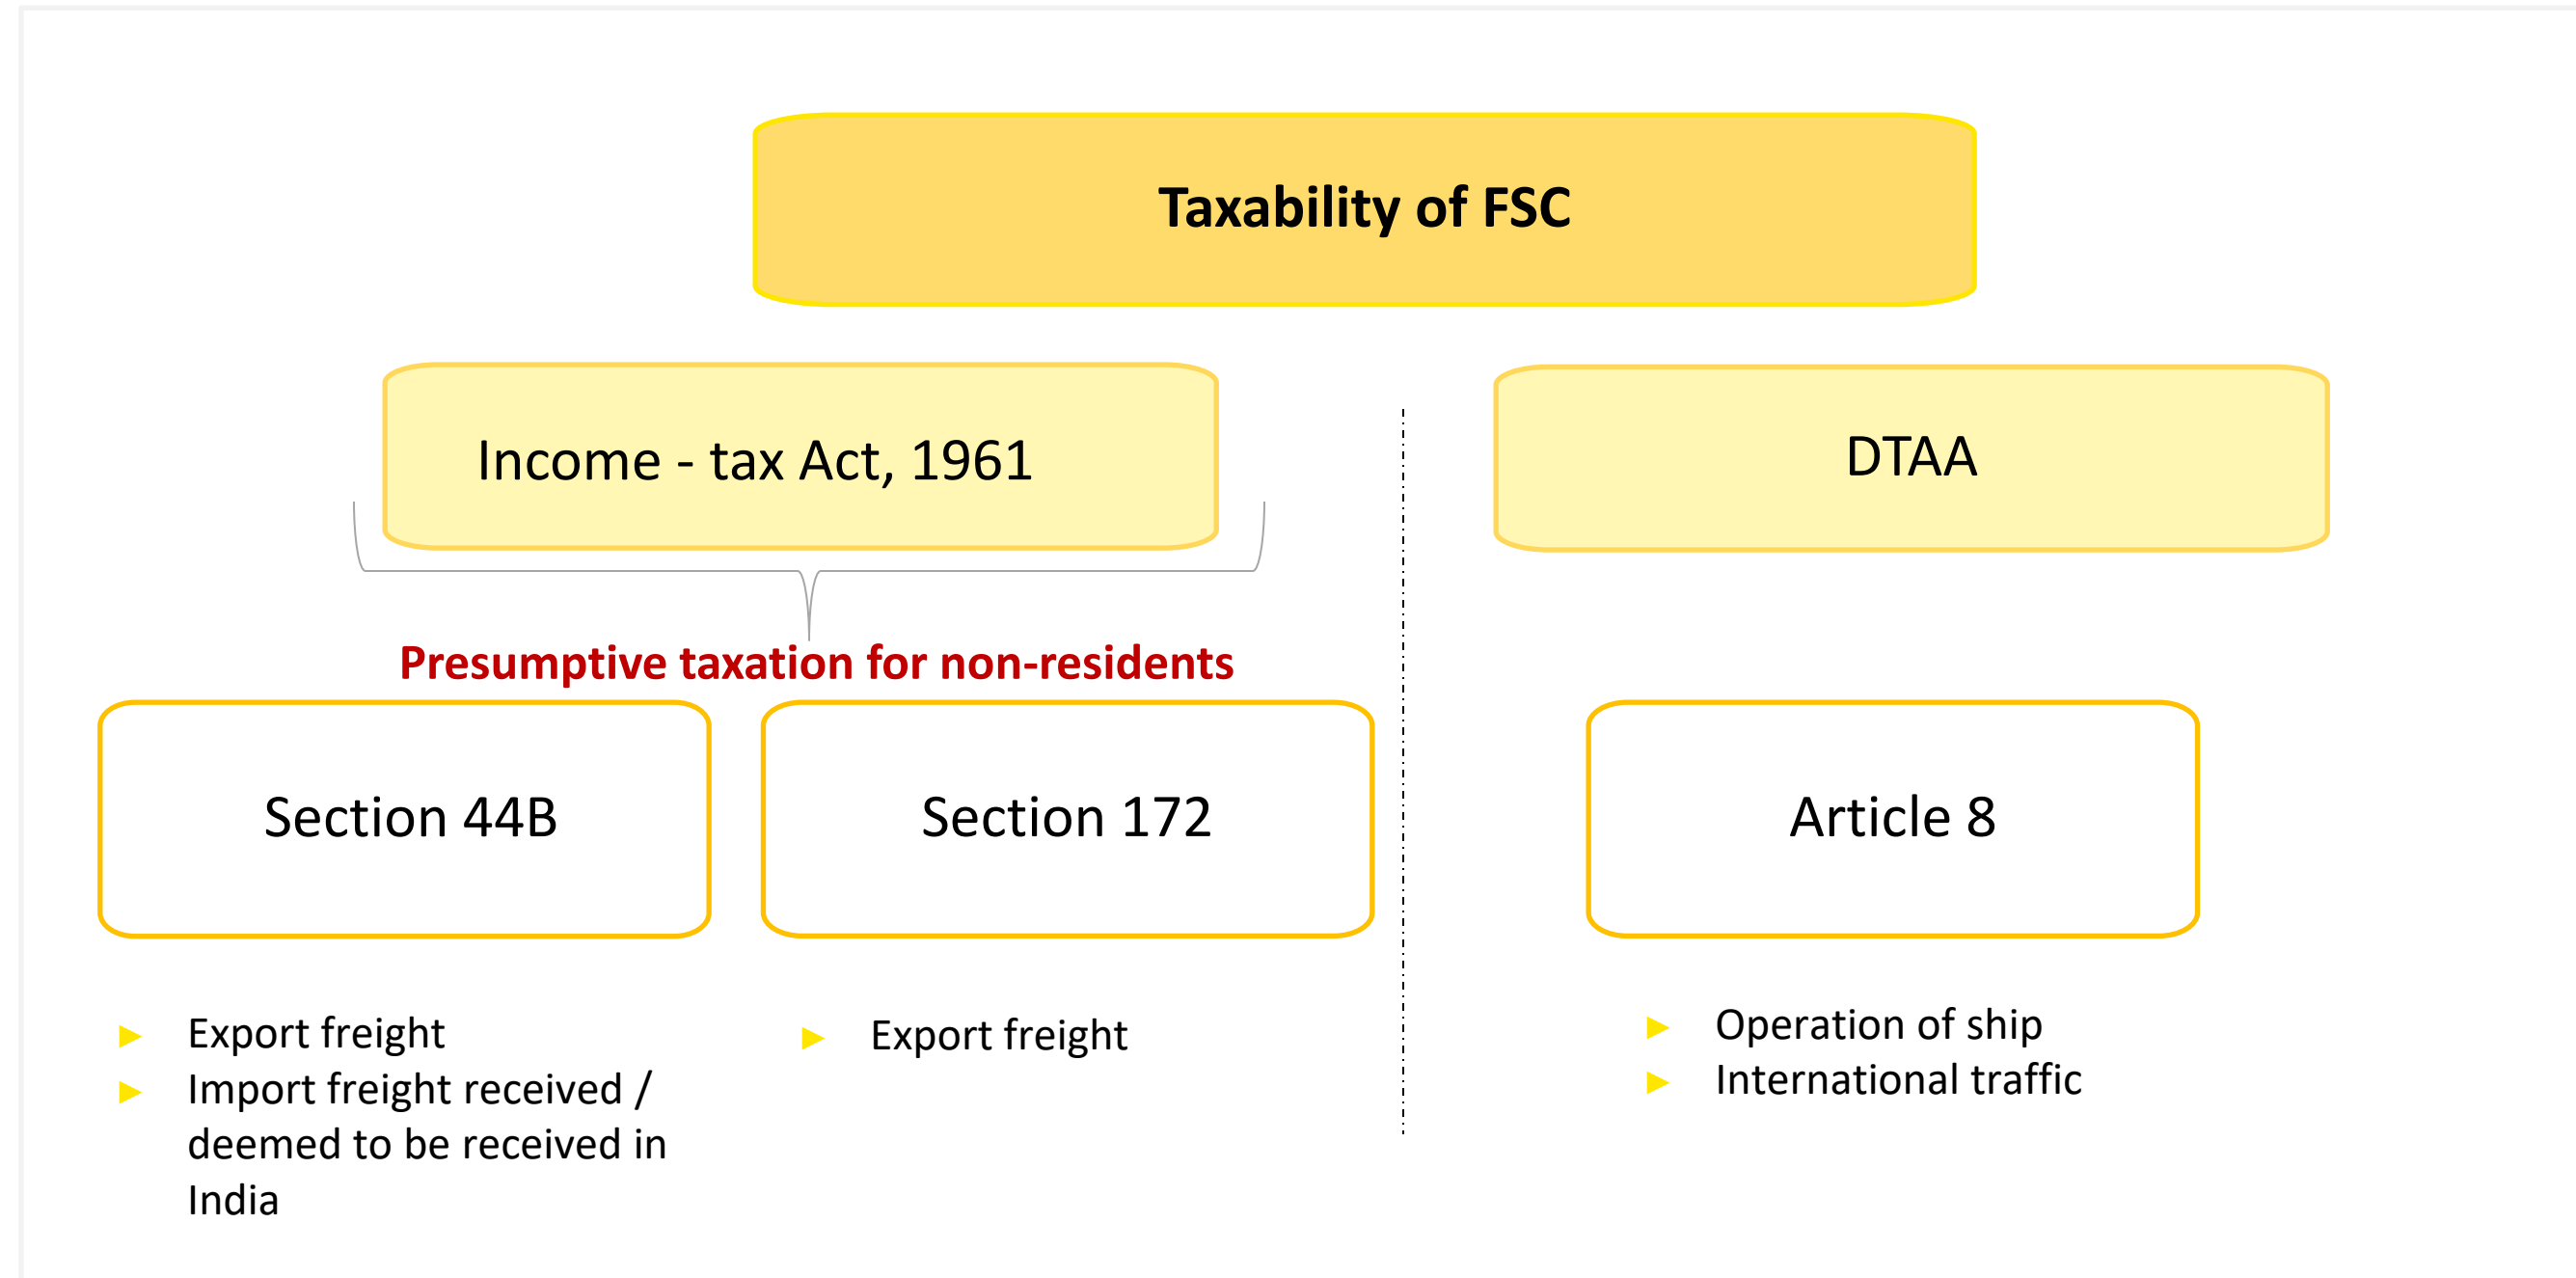 Taxability of FSC
Income - tax Act, 1961
DTAA
Presumptive taxation for non-residents
Section 44B
Section 172
Article 8
► Export freight
► Import freight received /
deemed to be received in
India
► Export freight
► Operation of ship
► International traffic